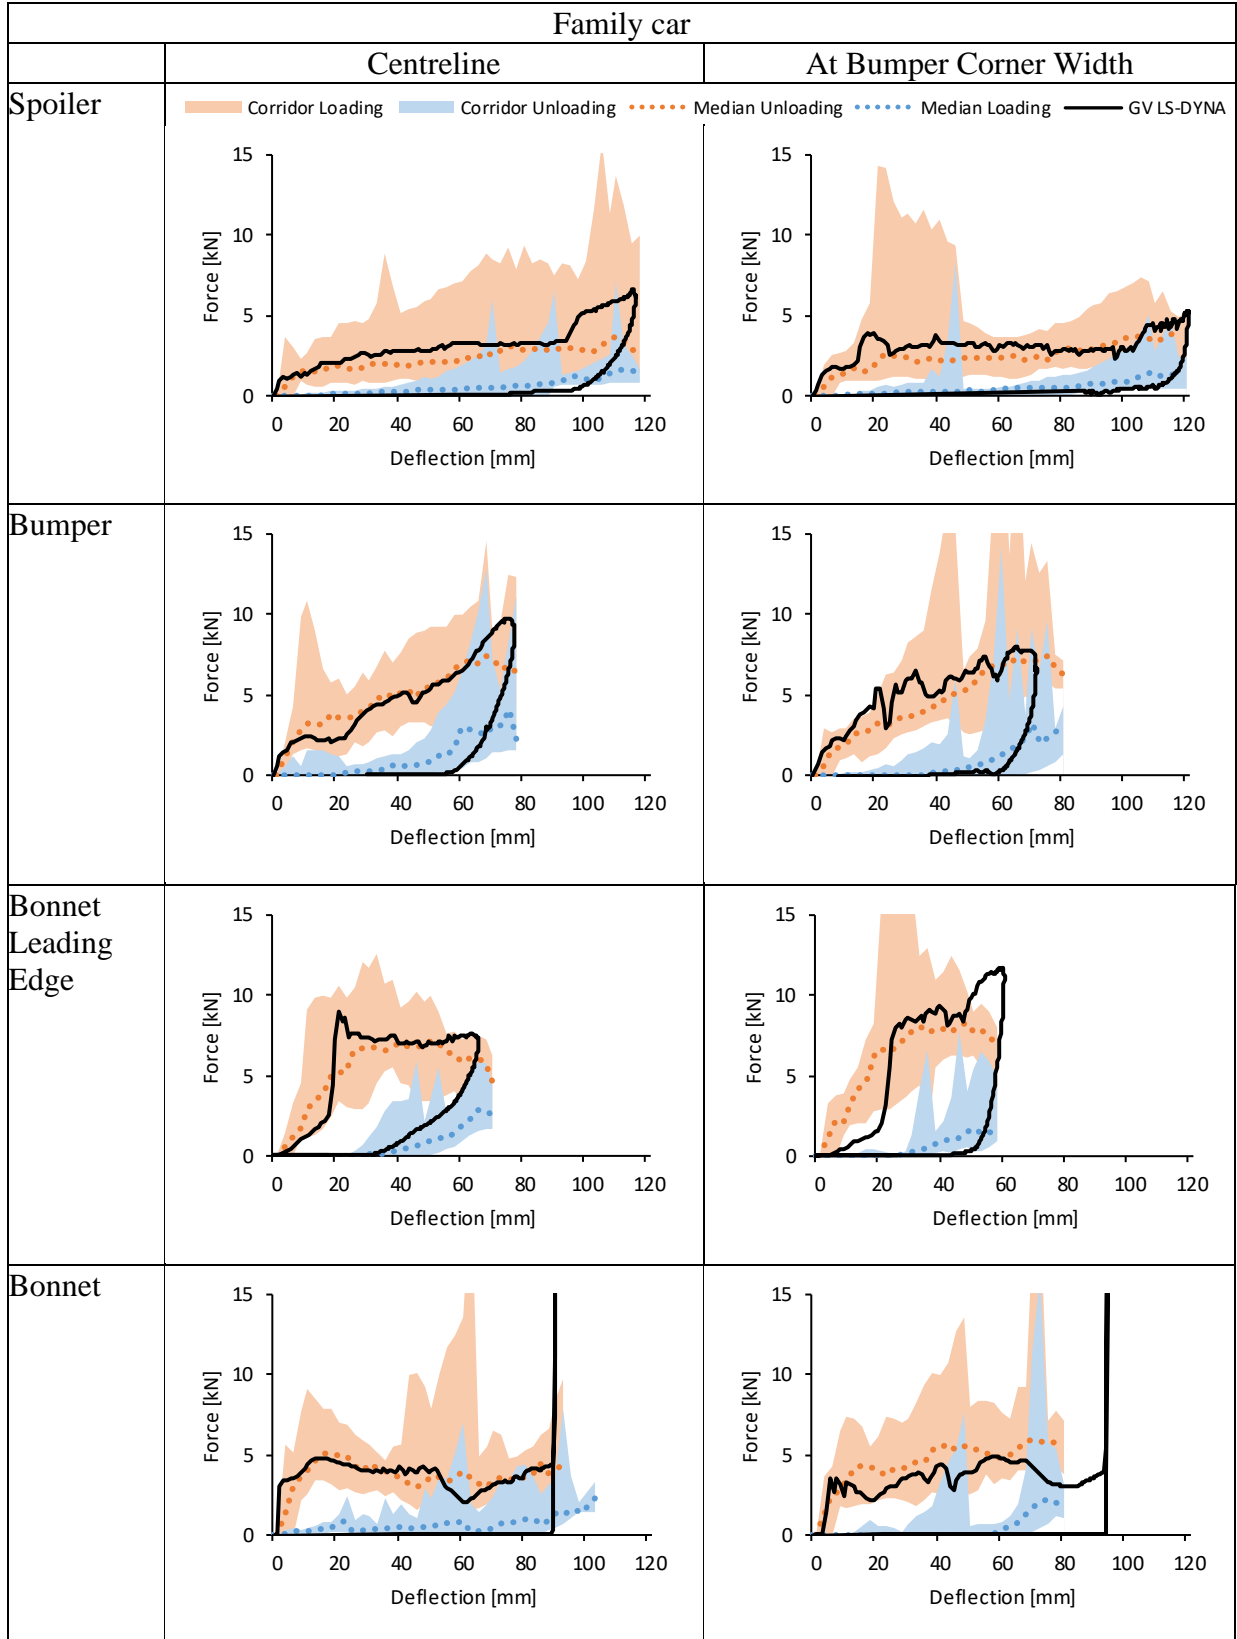 Family car
Centreline At Bumper Corner Width
Spoiler
Corridor Loading Corridor Unloading Median Unloading Median Loading GV LS-DYNA
15 10 5 0
Force [kN]
0 20 40 60 80 100 120
Deflection [mm]
15 10 5 0
Force [kN]
0 20 40 60 80 100 120
Deflection [mm]
Bumper
15 10 5 0
Force [kN]
0 20 40 60 80 100 120
Deflection [mm]
15 10 5 0
Force [kN]
0 20 40 60 80 100 120
Deflection [mm]
Bonnet
Leading
Edge
15 10 5 0
Force [kN]
0 20 40 60 80 100 120
Deflection [mm]
15 10 5 0
Force [kN]
0 20 40 60 80 100 120
Deflection [mm]
Bonnet
15 10 5 0
Force [kN]
0 20 40 60 80 100 120
Deflection [mm]
15 10 5 0
Force [kN]
0 20 40 60 80 100 120
Deflection [mm]